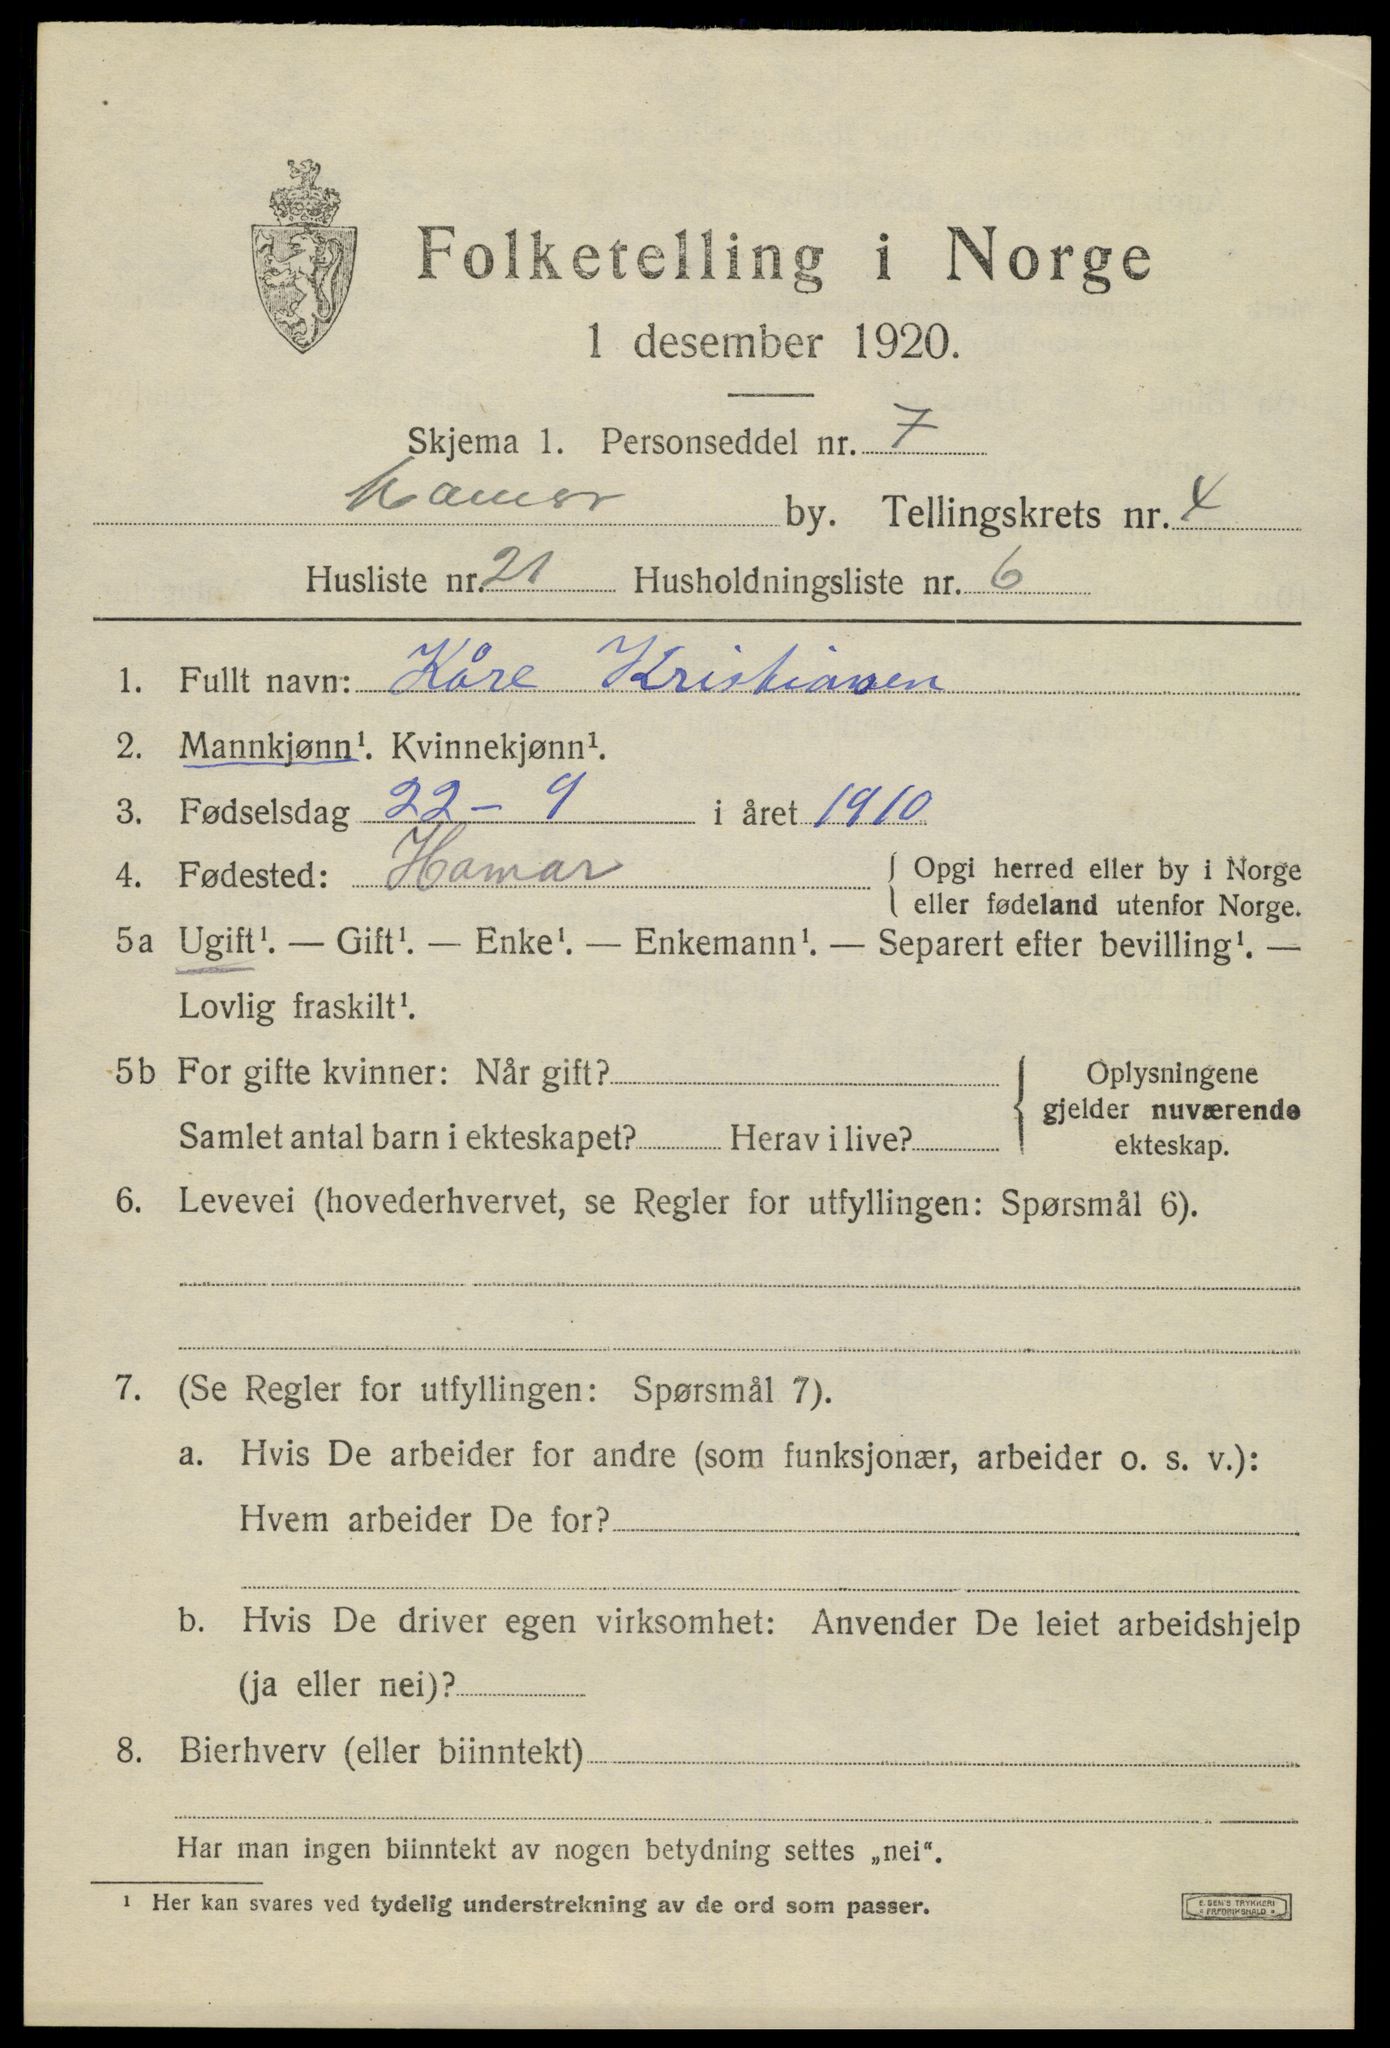 Folketelling i Norge
1 desember 1920.
Skjema 1. Personseddel nr. 7
Hamar by. Tellingskrets nr. 4
Husliste nr. 21 Husholdningsliste nr. 6
1. Fullt navn: Kåre Kristiansen
2. Mannkjønn¹. Kvinnekjønn¹.
3. Fødselsdag 22 – 9 i året 1910
4. Fødested: Hamar { Opgi herred eller by i Norge
eller fødeland utenfor Norge.
5a Ugift¹. — Gift¹. — Enke¹. — Enkemann¹. — Separert efter bevilling¹. —
Lovlig fraskilt¹.
5b For gifte kvinner: Når gift? { Oplysningene
gjelder nuværende
Samlet antal barn i ekteskapet? Herav i live?
ekteskap.
6. Levevei (hovederhvervet, se Regler for utfyllingen: Spørsmål 6).
7. (Se Regler for utfyllingen: Spørsmål 7).
a. Hvis De arbeider for andre (som funksjonær, arbeider o. s. v.):
Hvem arbeider De for?
b. Hvis De driver egen virksomhet: Anvender De leiet arbeidshjelp
(ja eller nei)?
8. Bierhverv (eller biinntekt)
Har man ingen biinntekt av nogen betydning settes „nei“.
¹ Her kan svares ved tydelig understrekning av de ord som passer.
E. SEM'S TRYKKERI
FREDRIKSHALD